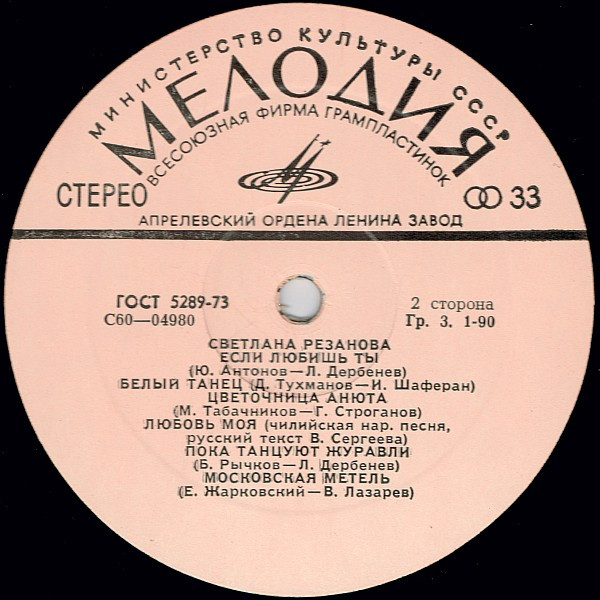 МИНИСТЕРСТВО КУЛЬТУРЫ СССР
МЕЛОДИЯ
ВСЕСОЮЗНАЯ ФИРМА ГРАМПЛАСТИНОК
СТЕРЕО
33
АПРЕЛЕВСКИЙ ОРДЕНА ЛЕНИНА ЗАВОД
ГОСТ 5289-73
2 сторона
С60—04980
Гр. 3. 1-90
СВЕТЛАНА РЕЗАНОВА
ЕСЛИ ЛЮБИШЬ ТЫ
(Ю. Антонов—Л. Дербенев)
БЕЛЫЙ ТАНЕЦ (Д. Тухманов—И. Шаферан)
ЦВЕТОЧНИЦА АНЮТА
(М. Табачников—Г. Строганов)
ЛЮБОВЬ МОЯ (чилийская нар. песня,
русский текст В. Сергеева)
ПОКА ТАНЦУЮТ ЖУРАВЛИ
(Б. Рычков—Л. Дербенев)
МОСКОВСКАЯ МЕТЕЛЬ
(Е. Жарковский—В. Лазарев)